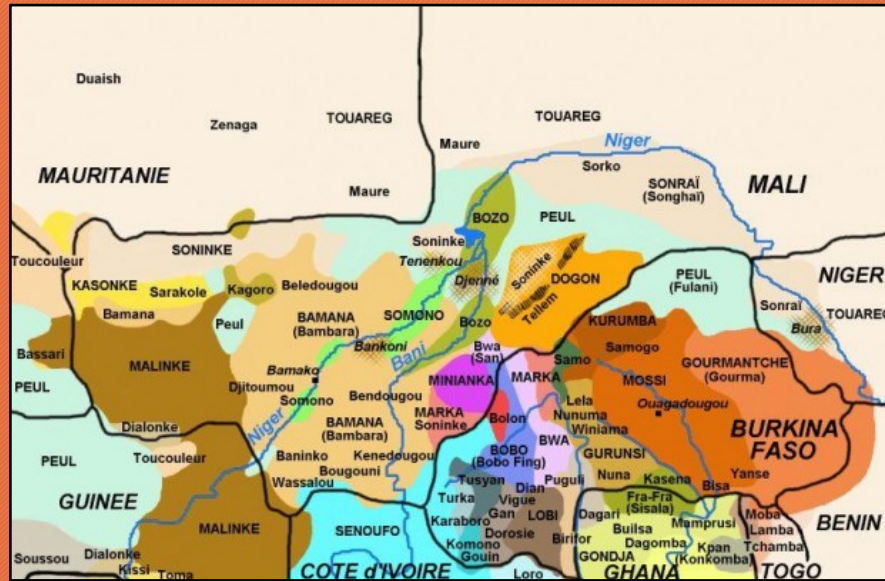 Duaish
TOUAREG
Zenaga
TOUAREG
Maure
Niger
Sorko
MAURITANIE
SONRAÏ
(Songhaï)
MALI
Maure
BOZO
PEUL
SONINKE
Soninke
Toucouleur
Tenenkou
Soninke
PEUL
(Fulani)
NIGER
KASONKE
Sarakole
Kagoro
Beledougou
Djenné
DOGON
TOUAREG
Bamana
BAMANA
(Bambara)
SOMONO
Tellem
Sonraï
Peul
Bozo
KURUMBA
Bura
Bankoni
Bani
Bwa
(San)
Samo
Samogo
Bassari
MALINKE
Bamako
MINIANKA
MARKA
MOSSI
GOURMANTCHE
(Gourma)
PEUL
Djitoumou
Bendougou
Lela
Ouagadougou
Somono
MARKA
Soninke
Bolon
Nunuma
Dialonke
Niger
BAMANA
(Bambara)
Winiama
BURKINA
FASO
BOBO
(Bobo Fing)
BWA
GURUNSI
PEUL
Toucouleur
Baninko
Kenedougou
Bougouni
Wassalou
Tusyan
Dian
Puguli
Nuna
Kasena
Bisa
Yanse
GUINEE
Turka
Vigue
Gan
LOBI
Dagari
Fra-Fra
(Sisala)
Mamprusi
Moba
Lamba
Tchamba
BENIN
MALINKE
SENOUFO
Karaboro
Dorosie
Birifor
Builsa
Dagomba
Kpan
(Konkomba)
Soussou
Dialonke
Kissi
Toma
Komono
Gouin
GONDJA
COTE d'IVOIRE
Loro
GHANA
TOGO